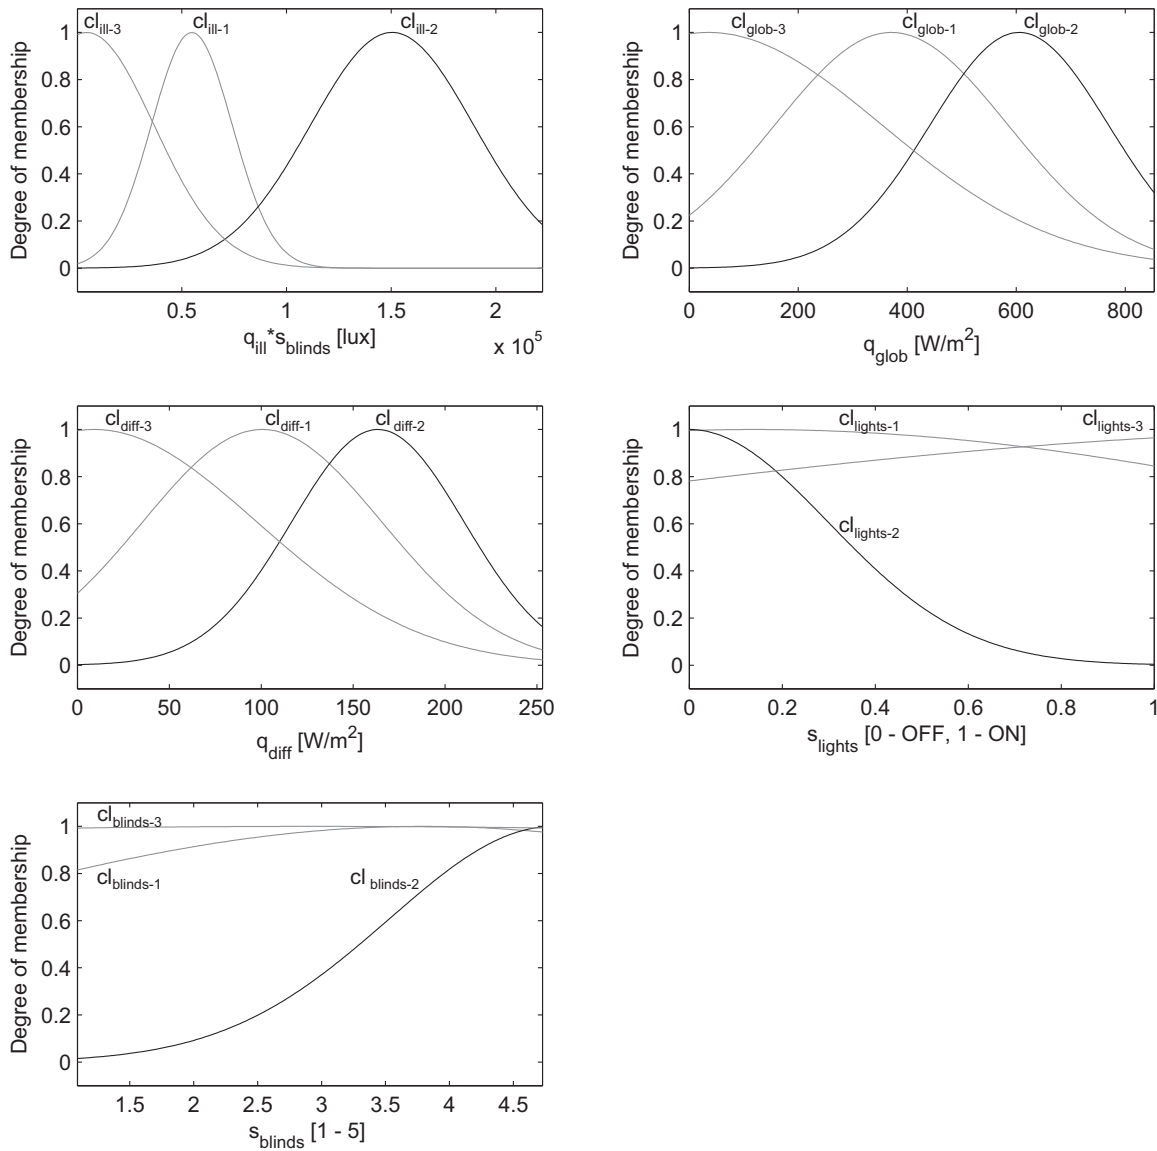 cl_ill-3 cl_ill-1 cl_ill-2
1
0.8
0.6
0.4
0.2
0
Degree of membership
0.5 1 1.5 2
q_ill*s_blinds [lux]
x 10^5
cl_glob-3 cl_glob-1 cl_glob-2
1
0.8
0.6
0.4
0.2
0
Degree of membership
0 200 400 600 800
q_glob [W/m^2]
cl_diff-3 cl_diff-1 cl_diff-2
1
0.8
0.6
0.4
0.2
0
Degree of membership
0 50 100 150 200 250
q_diff [W/m^2]
cl_lights-1 cl_lights-3
cl_lights-2
1
0.8
0.6
0.4
0.2
0
Degree of membership
0 0.2 0.4 0.6 0.8 1
s_lights [0 - OFF, 1 - ON]
cl_blinds-3
cl_blinds-1 cl_blinds-2
1
0.8
0.6
0.4
0.2
0
Degree of membership
1.5 2 2.5 3 3.5 4 4.5
s_blinds [1 - 5]